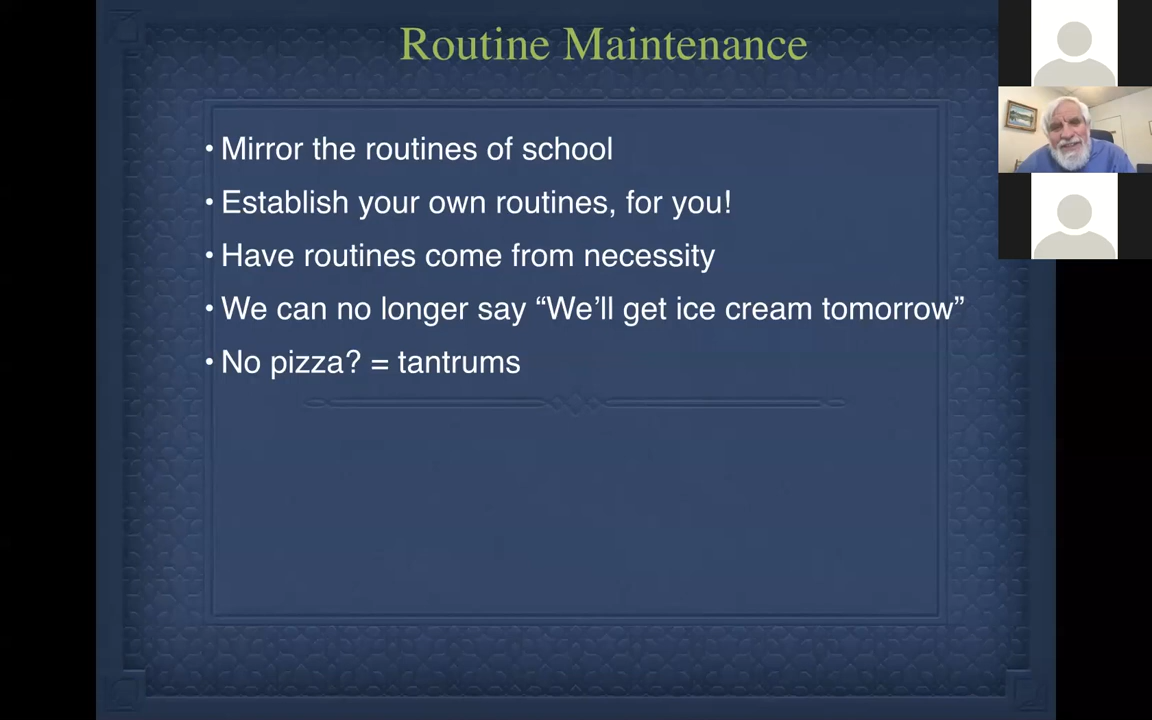 Routine Maintenance
• Mirror the routines of school
• Establish your own routines, for you!
• Have routines come from necessity
• We can no longer say “We’ll get ice cream tomorrow”
• No pizza? = tantrums